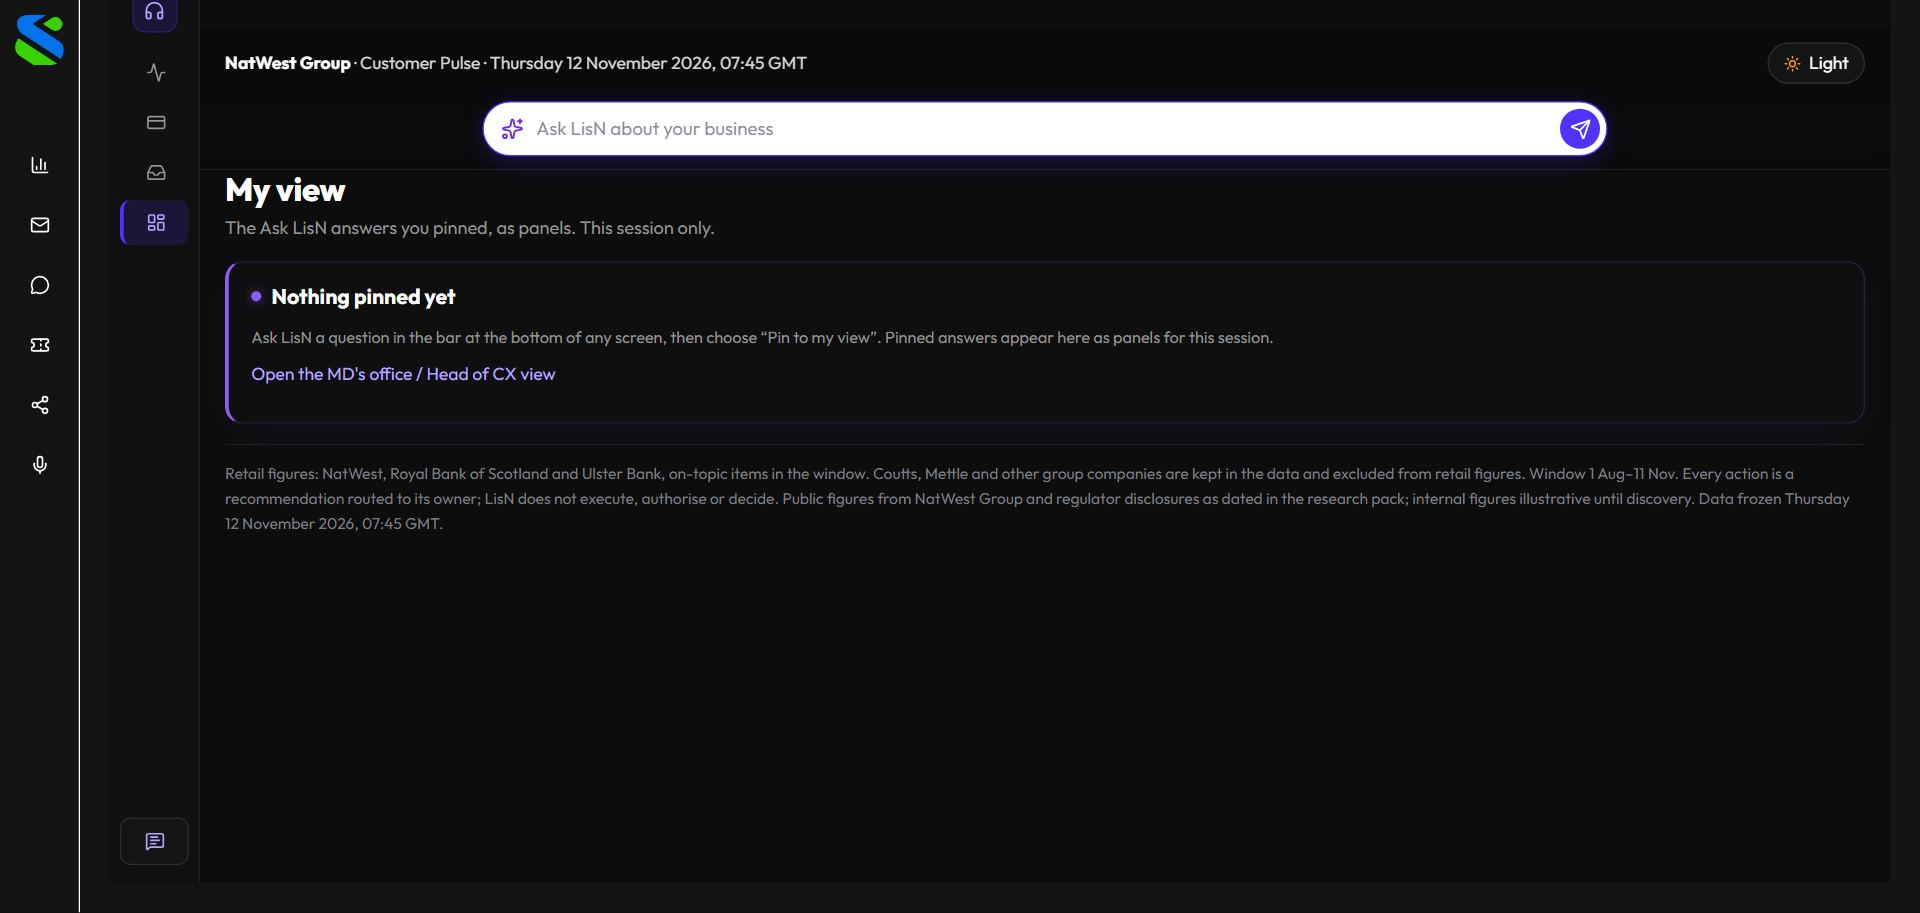 NatWest Group · Customer Pulse · Thursday 12 November 2026, 07:45 GMT
Light
Ask LisN about your business
My view
The Ask LisN answers you pinned, as panels. This session only.
Nothing pinned yet
Ask LisN a question in the bar at the bottom of any screen, then choose “Pin to my view”. Pinned answers appear here as panels for this session.
Open the MD's office / Head of CX view
Retail figures: NatWest, Royal Bank of Scotland and Ulster Bank, on-topic items in the window. Coutts, Mettle and other group companies are kept in the data and excluded from retail figures. Window 1 Aug–11 Nov. Every action is a
recommendation routed to its owner; LisN does not execute, authorise or decide. Public figures from NatWest Group and regulator disclosures as dated in the research pack; internal figures illustrative until discovery. Data frozen Thursday
12 November 2026, 07:45 GMT.